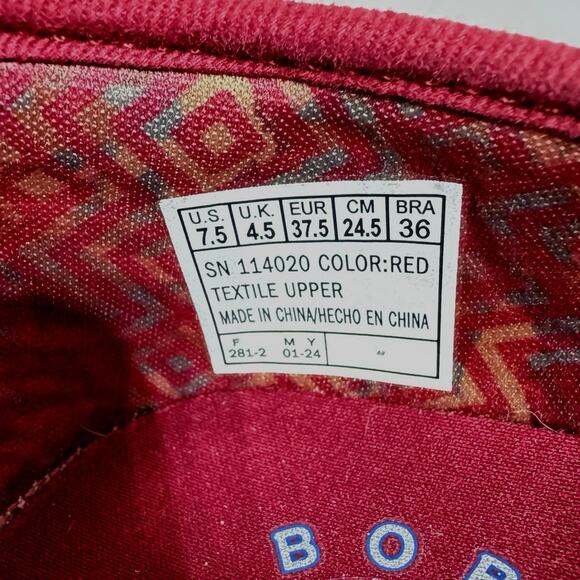 U.S. U.K. EUR CM BRA
7.5 4.5 37.5 24.5 36
SN 114020 COLOR:RED
TEXTILE UPPER
MADE IN CHINA/HECHO EN CHINA
F M Y
281-2 01-24
B O B